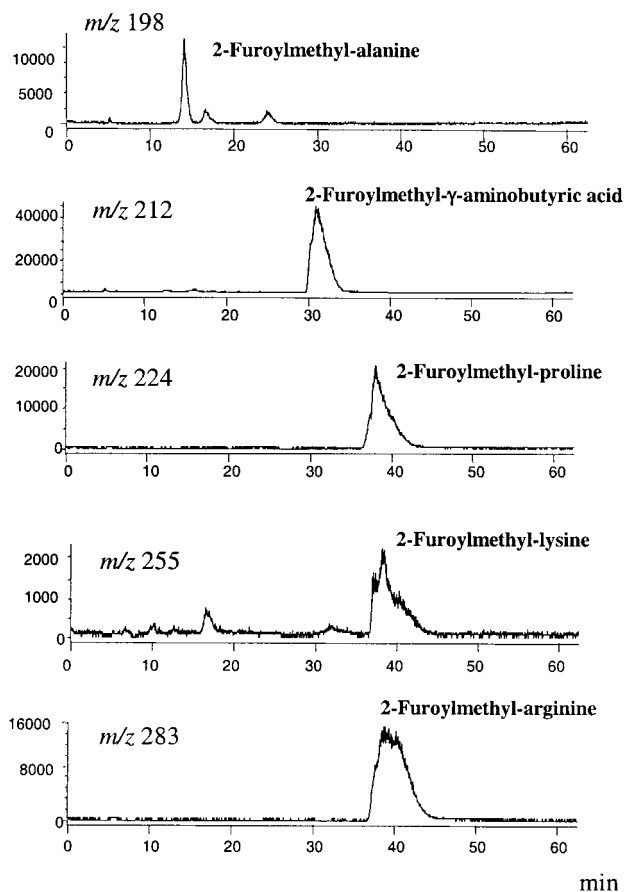 m/z 198
2-Furoylmethyl-alanine
10000
5000
0
0 10 20 30 40 50 60
m/z 212
2-Furoylmethyl-γ-aminobutyric acid
40000
20000
0
0 10 20 30 40 50 60
m/z 224
2-Furoylmethyl-proline
20000
10000
0
0 10 20 30 40 50 60
m/z 255
2-Furoylmethyl-lysine
2000
1000
0
0 10 20 30 40 50 60
m/z 283
2-Furoylmethyl-arginine
16000
8000
0
0 10 20 30 40 50 60
min